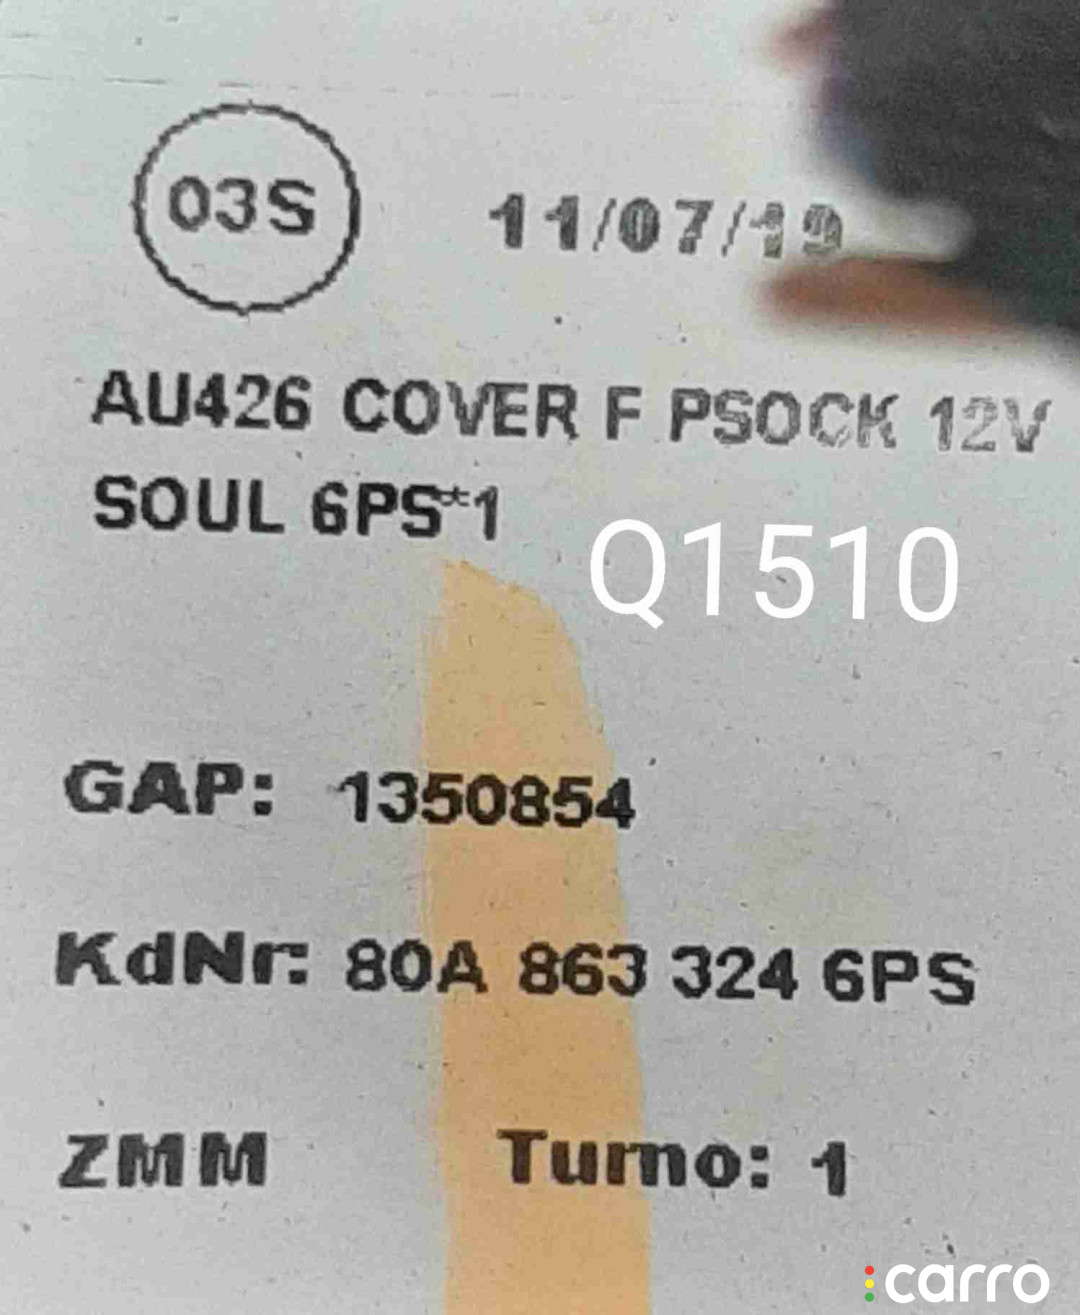 03S
11/07/19
AU426 COVER F PSOCK 12V
SOUL 6PS*1
Q1510
GAP: 1350854
KdNr: 80A 863 324 6PS
ZMM Turno: 1
carro